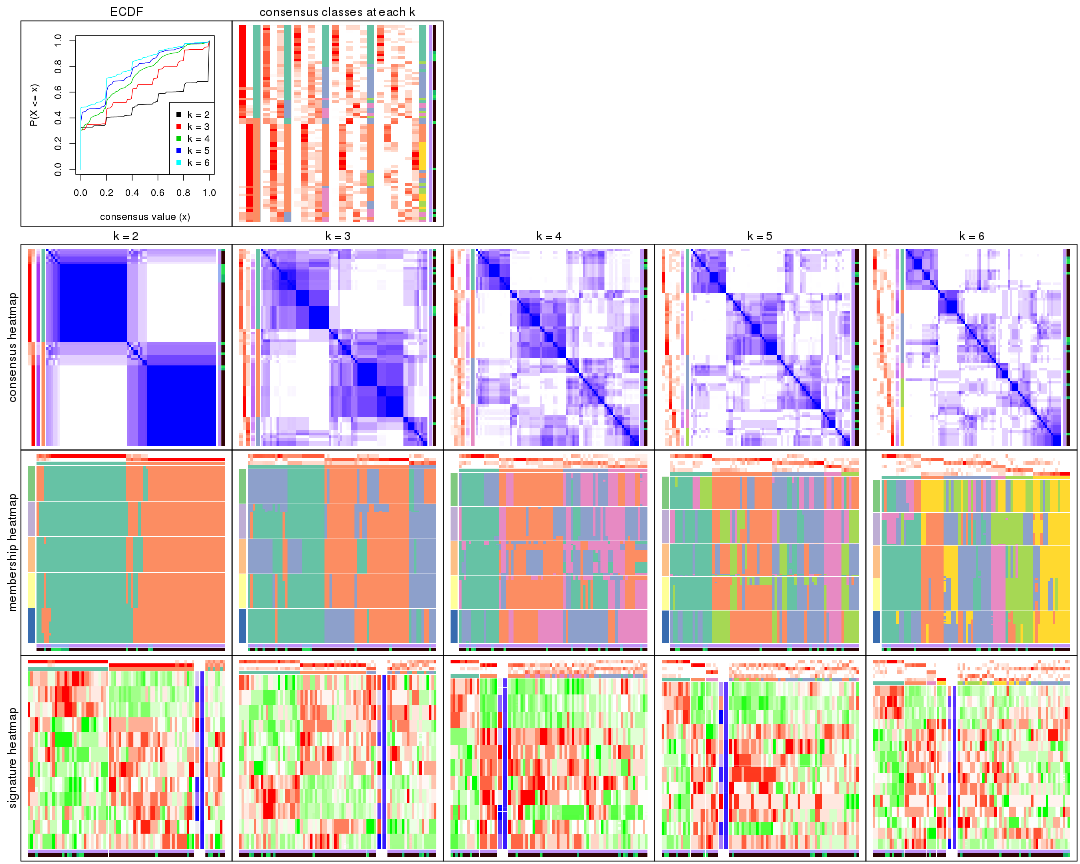 ECDF
consensus classes at each k
P(X <= x)
1.0
0.8
0.6
0.4
0.2
0.0
k = 2
k = 3
k = 4
k = 5
k = 6
0.0 0.2 0.4 0.6 0.8 1.0
consensus value (x)
k = 2
k = 3
k = 4
k = 5
k = 6
consensus heatmap
membership heatmap
signature heatmap